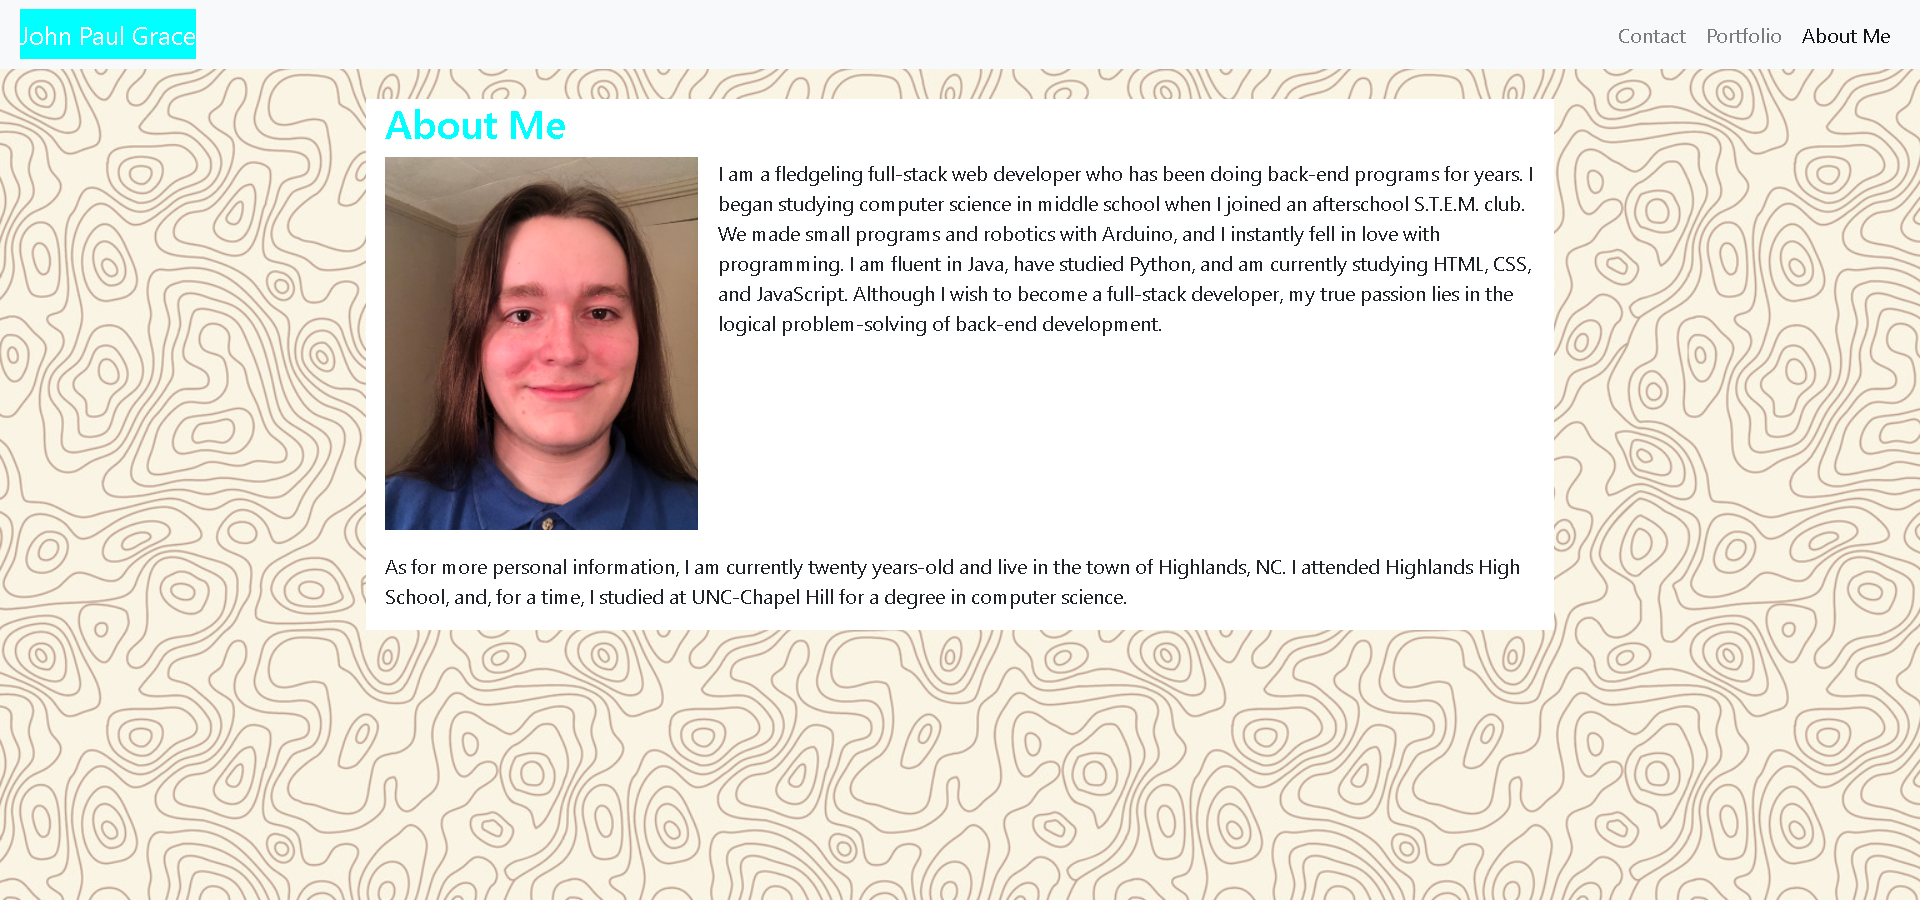 John Paul Grace
Contact Portfolio About Me
About Me
I am a fledgeling full-stack web developer who has been doing back-end programs for years. I
began studying computer science in middle school when I joined an afterschool S.T.E.M. club.
We made small programs and robotics with Arduino, and I instantly fell in love with
programming. I am fluent in Java, have studied Python, and am currently studying HTML, CSS,
and JavaScript. Although I wish to become a full-stack developer, my true passion lies in the
logical problem-solving of back-end development.
As for more personal information, I am currently twenty years-old and live in the town of Highlands, NC. I attended Highlands High
School, and, for a time, I studied at UNC-Chapel Hill for a degree in computer science.